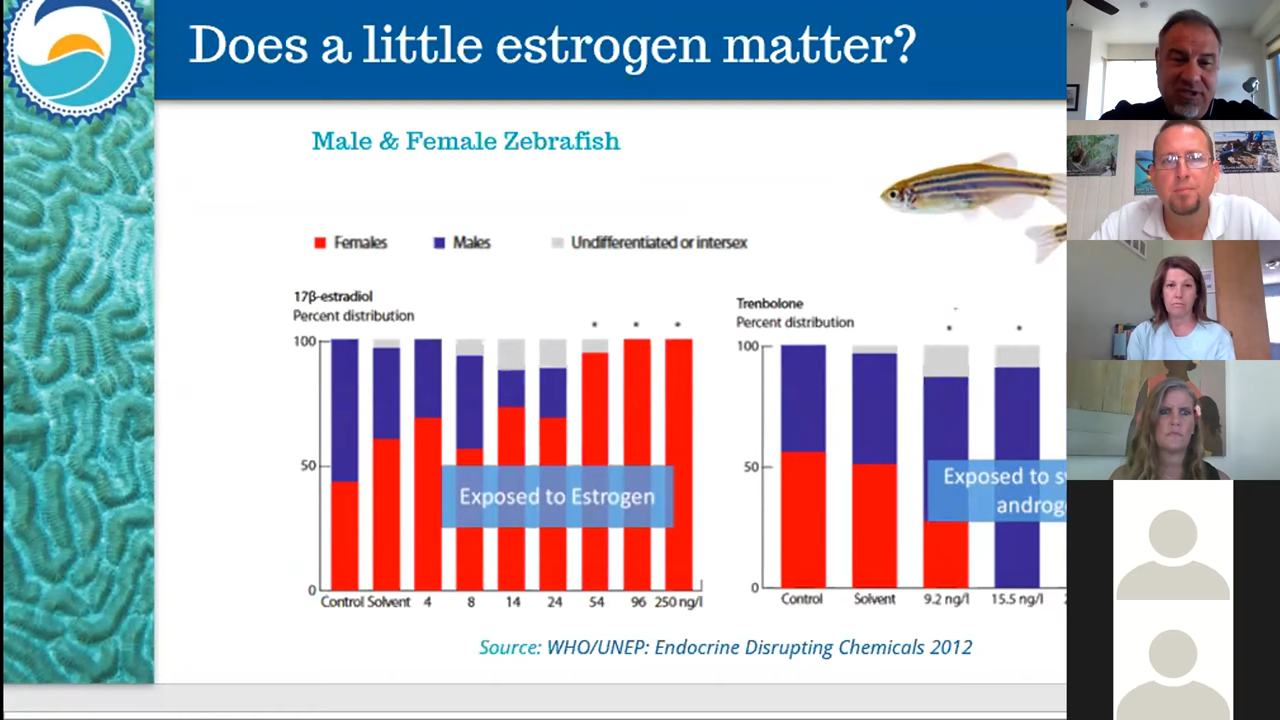 Does a little estrogen matter?
Male & Female Zebrafish
Females Males Undifferentiated or intersex
17β-estradiol
Percent distribution
100
50
0
Exposed to Estrogen
Control Solvent 4 8 14 24 54 96 250 ng/l
Trenbolone
Percent distribution
100
50
0
Exposed to
Control Solvent 9.2 ng/l 15.5 ng/l
Source: WHO/UNEP: Endocrine Disrupting Chemicals 2012